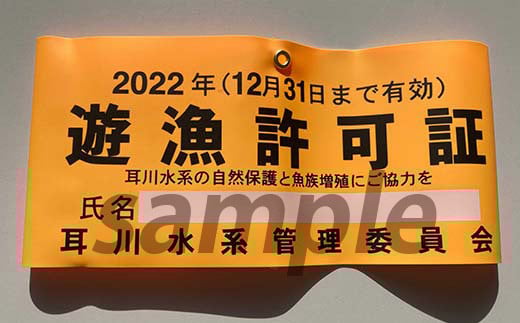 2022年(12月31日まで有効)
遊漁許可証
耳川水系の自然保護と魚族増殖にご協力を
氏名
sample
耳川水系管理委員会